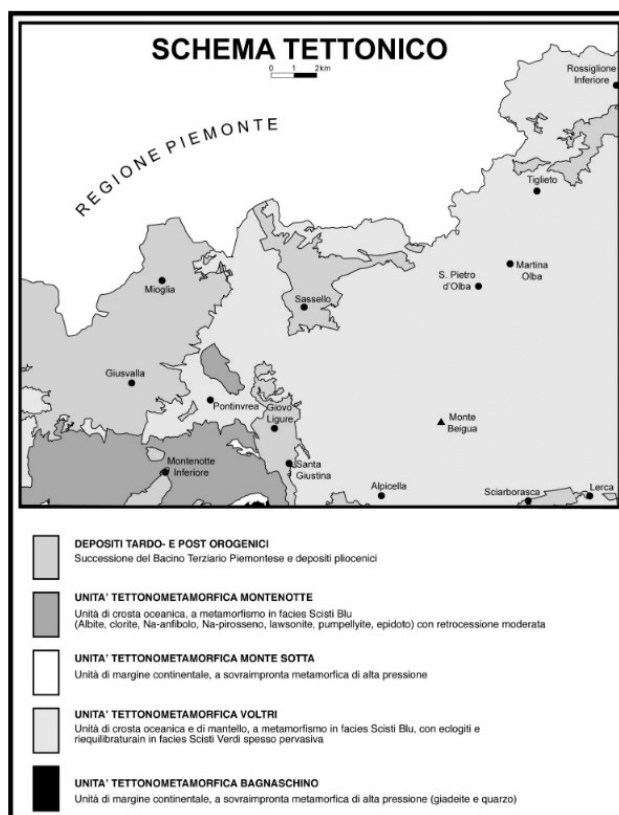 SCHEMA TETTONICO
0 1 2km
Rossiglione
Inferiore
REGIONE PIEMONTE
Tiglieto
Martina
Olba
S. Pietro
d'Olba
Mioglia
Sassello
Giusvalla
Pontinvrea
Giovo
Ligure
Monte
Beigua
Montenotte
Inferiore
Santa
Giustina
Alpicella
Sciarborasca
Lerca
DEPOSITI TARDO- E POST OROGENICI
Successione del Bacino Terziario Piemontese e depositi pliocenici
UNITA' TETTONOMETAMORFICA MONTENOTTE
Unità di crosta oceanica, a metamorfismo in facies Scisti Blu
(Albite, clorite, Na-anfibolo, Na-pirosseno, lawsonite, pumpellyite, epidoto) con retrocessione moderata
UNITA' TETTONOMETAMORFICA MONTE SOTTA
Unità di margine continentale, a sovraimpronta metamorfica di alta pressione
UNITA' TETTONOMETAMORFICA VOLTRI
Unità di crosta oceanica e di mantello, a metamorfismo in facies Scisti Blu, con eclogiti e
riequilibraturain in facies Scisti Verdi spesso pervasiva
UNITA' TETTONOMETAMORFICA BAGNASCHINO
Unità di margine continentale, a sovraimpronta metamorfica di alta pressione (giadeite e quarzo)